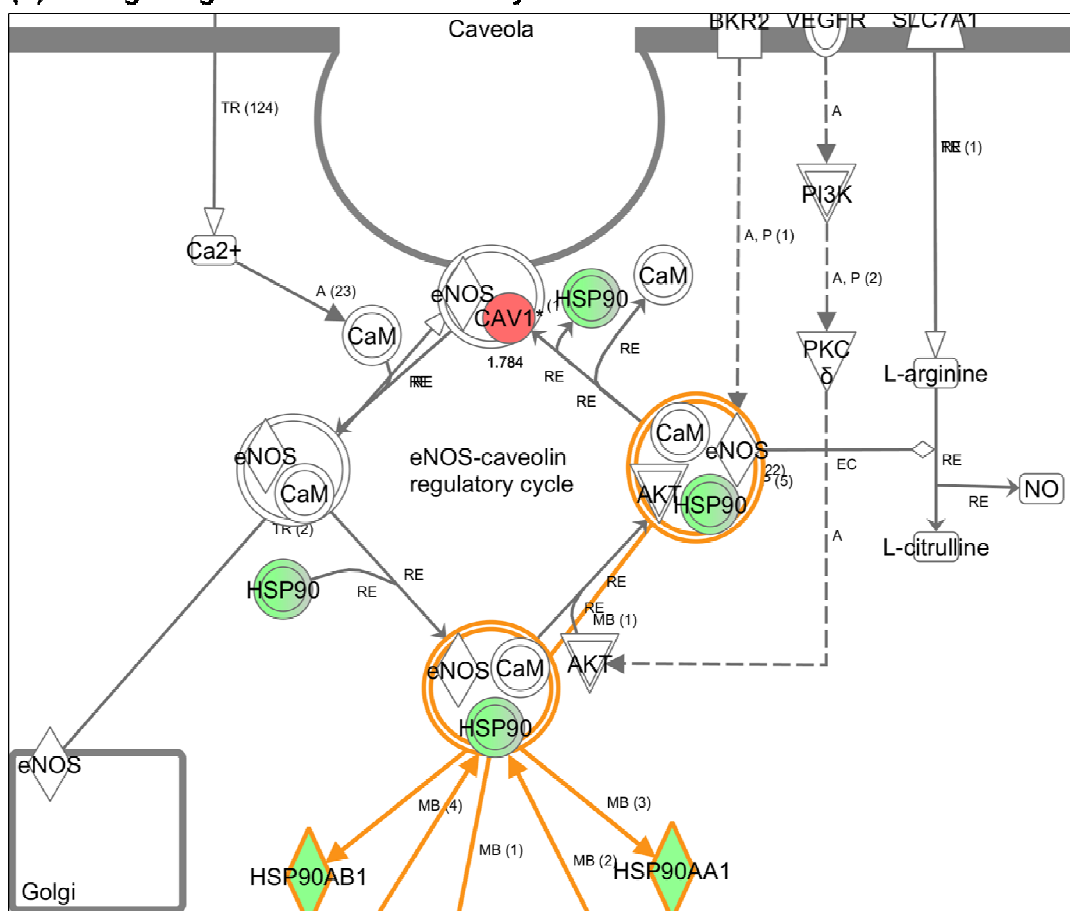 Caveola
BKR2
VEGFR
SLC7A1
TR (124)
A
RE (1)
PI3K
Ca2+
A, P (1)
CaM
A (23)
eNOS
HSP90
A, P (2)
CAV1*
CaM
1.784
RE
PKC
δ
L-arginine
RE
RE
RE
CaM
eNOS
eNOS-caveolin
regulatory cycle
eNOS
CaM
AKT
HSP90
(5)
EC
RE
RE
NO
A
L-citrulline
TR (2)
HSP90
RE
RE
RE
RE
MB (1)
eNOS
CaM
AKT
HSP90
eNOS
MB (4)
MB (3)
MB (1)
MB (2)
HSP90AB1
HSP90AA1
Golgi